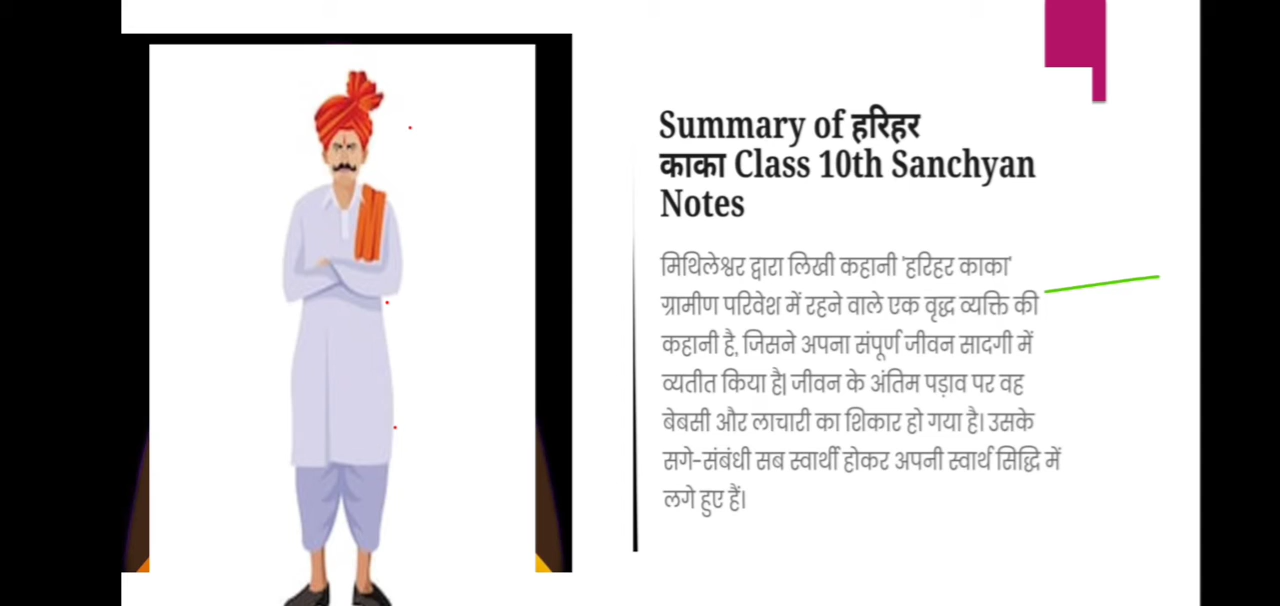 Summary of हरिहर
काका Class 10th Sanchyan
Notes
मिथिलेश्वर द्वारा लिखी कहानी 'हरिहर काका'
ग्रामीण परिवेश में रहने वाले एक वृद्ध व्यक्ति की
कहानी है, जिसने अपना संपूर्ण जीवन सादगी में
व्यतीत किया है| जीवन के अंतिम पड़ाव पर वह
बेबसी और लाचारी का शिकार हो गया है। उसके
सगे-संबंधी सब स्वार्थी होकर अपनी स्वार्थ सिद्धि में
लगे हुए हैं।